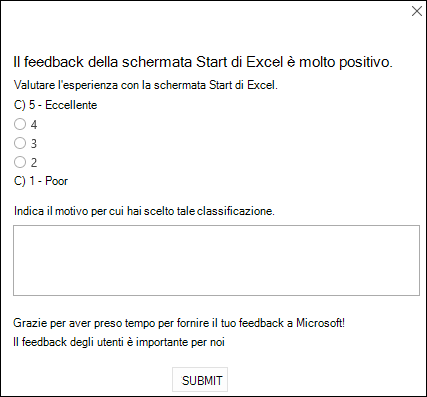 Il feedback della schermata Start di Excel è molto positivo.
Valutare l'esperienza con la schermata Start di Excel.
C) 5 - Eccellente
4
3
2
C) 1 - Poor
Indica il motivo per cui hai scelto tale classificazione.
Grazie per aver preso tempo per fornire il tuo feedback a Microsoft!
Il feedback degli utenti è importante per noi
SUBMIT